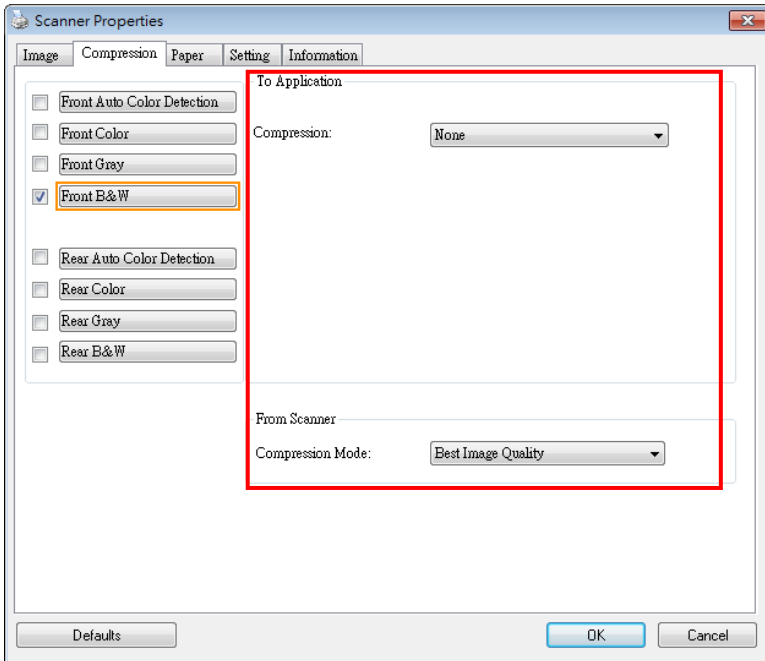 Scanner Properties
Image Compression Paper Setting Information
Front Auto Color Detection
Front Color
Front Gray
Front B&W
Rear Auto Color Detection
Rear Color
Rear Gray
Rear B&W
To Application
Compression: None
From Scanner
Compression Mode: Best Image Quality
Defaults OK Cancel